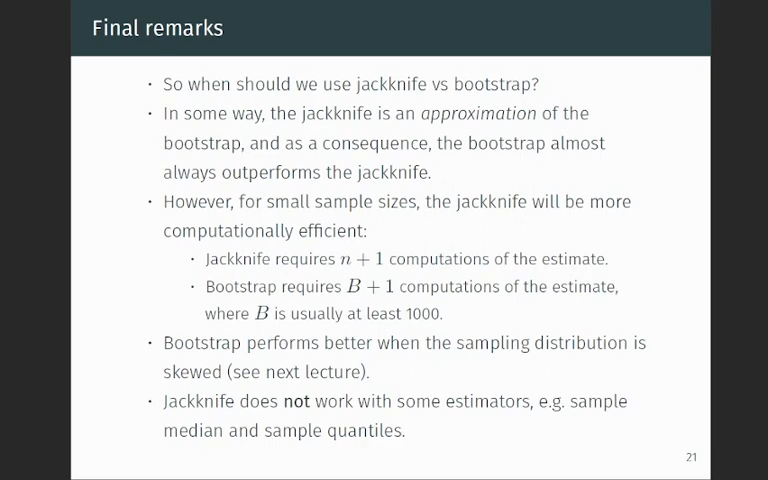 Final remarks
· So when should we use jackknife vs bootstrap?
· In some way, the jackknife is an approximation of the
bootstrap, and as a consequence, the bootstrap almost
always outperforms the jackknife.
· However, for small sample sizes, the jackknife will be more
computationally efficient:
· Jackknife requires n + 1 computations of the estimate.
· Bootstrap requires B + 1 computations of the estimate,
where B is usually at least 1000.
· Bootstrap performs better when the sampling distribution is
skewed (see next lecture).
· Jackknife does not work with some estimators, e.g. sample
median and sample quantiles.
21